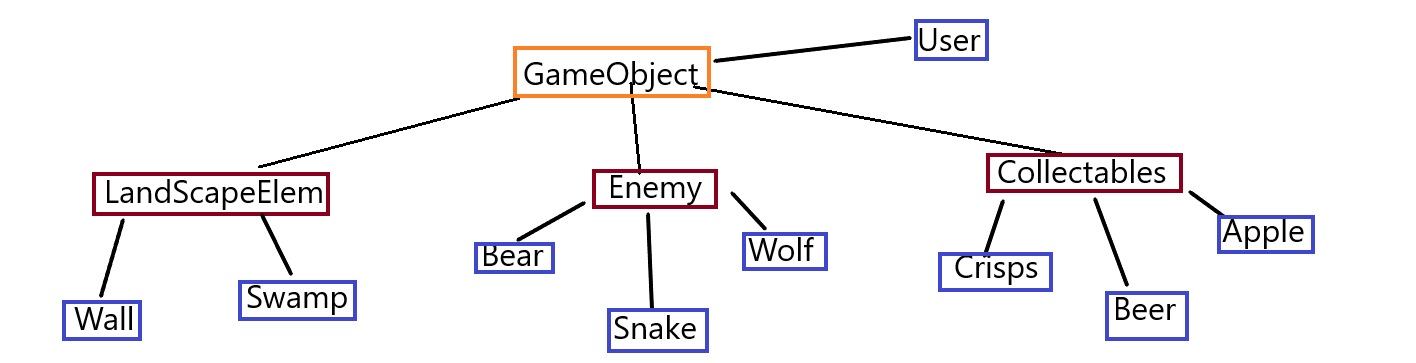 User
GameObject
LandScapeElem
Enemy
Collectables
Bear
Wolf
Apple
Crisps
Wall
Swamp
Snake
Beer